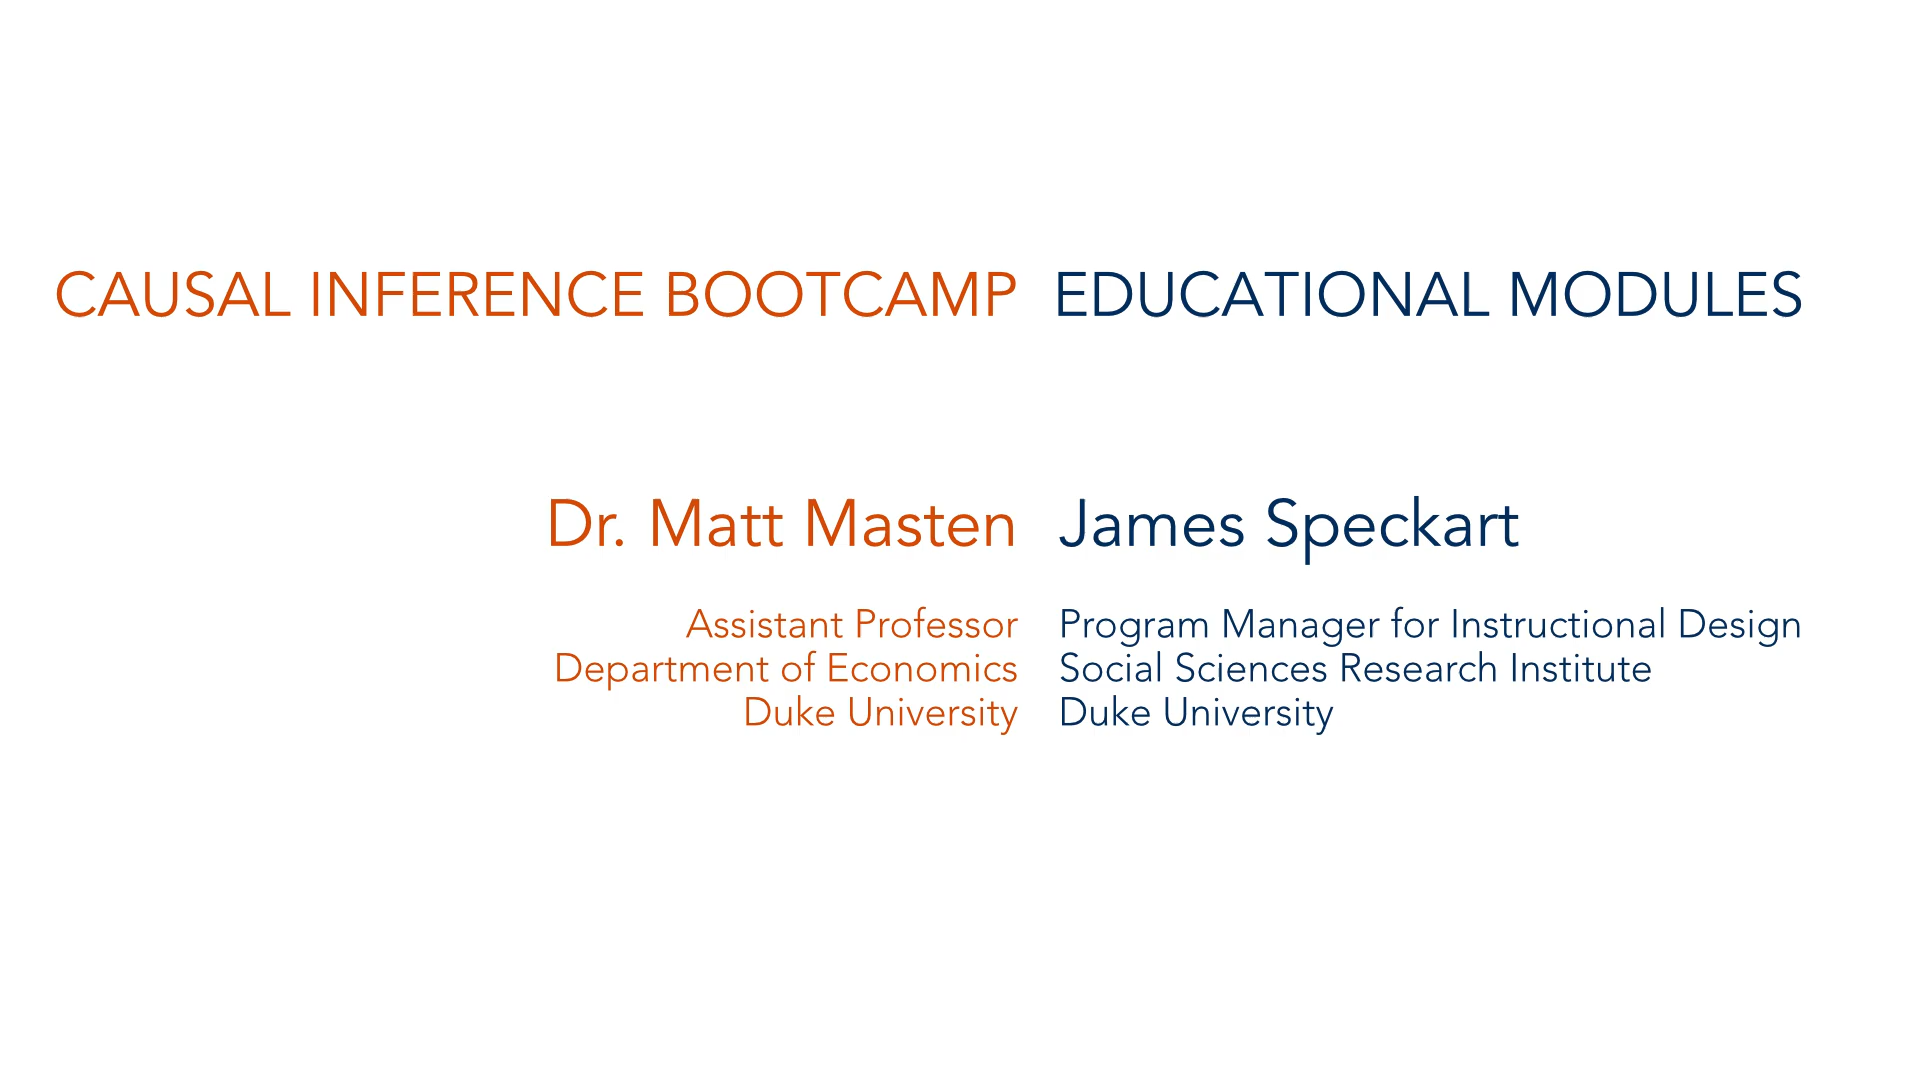 CAUSAL INFERENCE BOOTCAMP EDUCATIONAL MODULES
Dr. Matt Masten
Assistant Professor
Department of Economics
Duke University
James Speckart
Program Manager for Instructional Design
Social Sciences Research Institute
Duke University